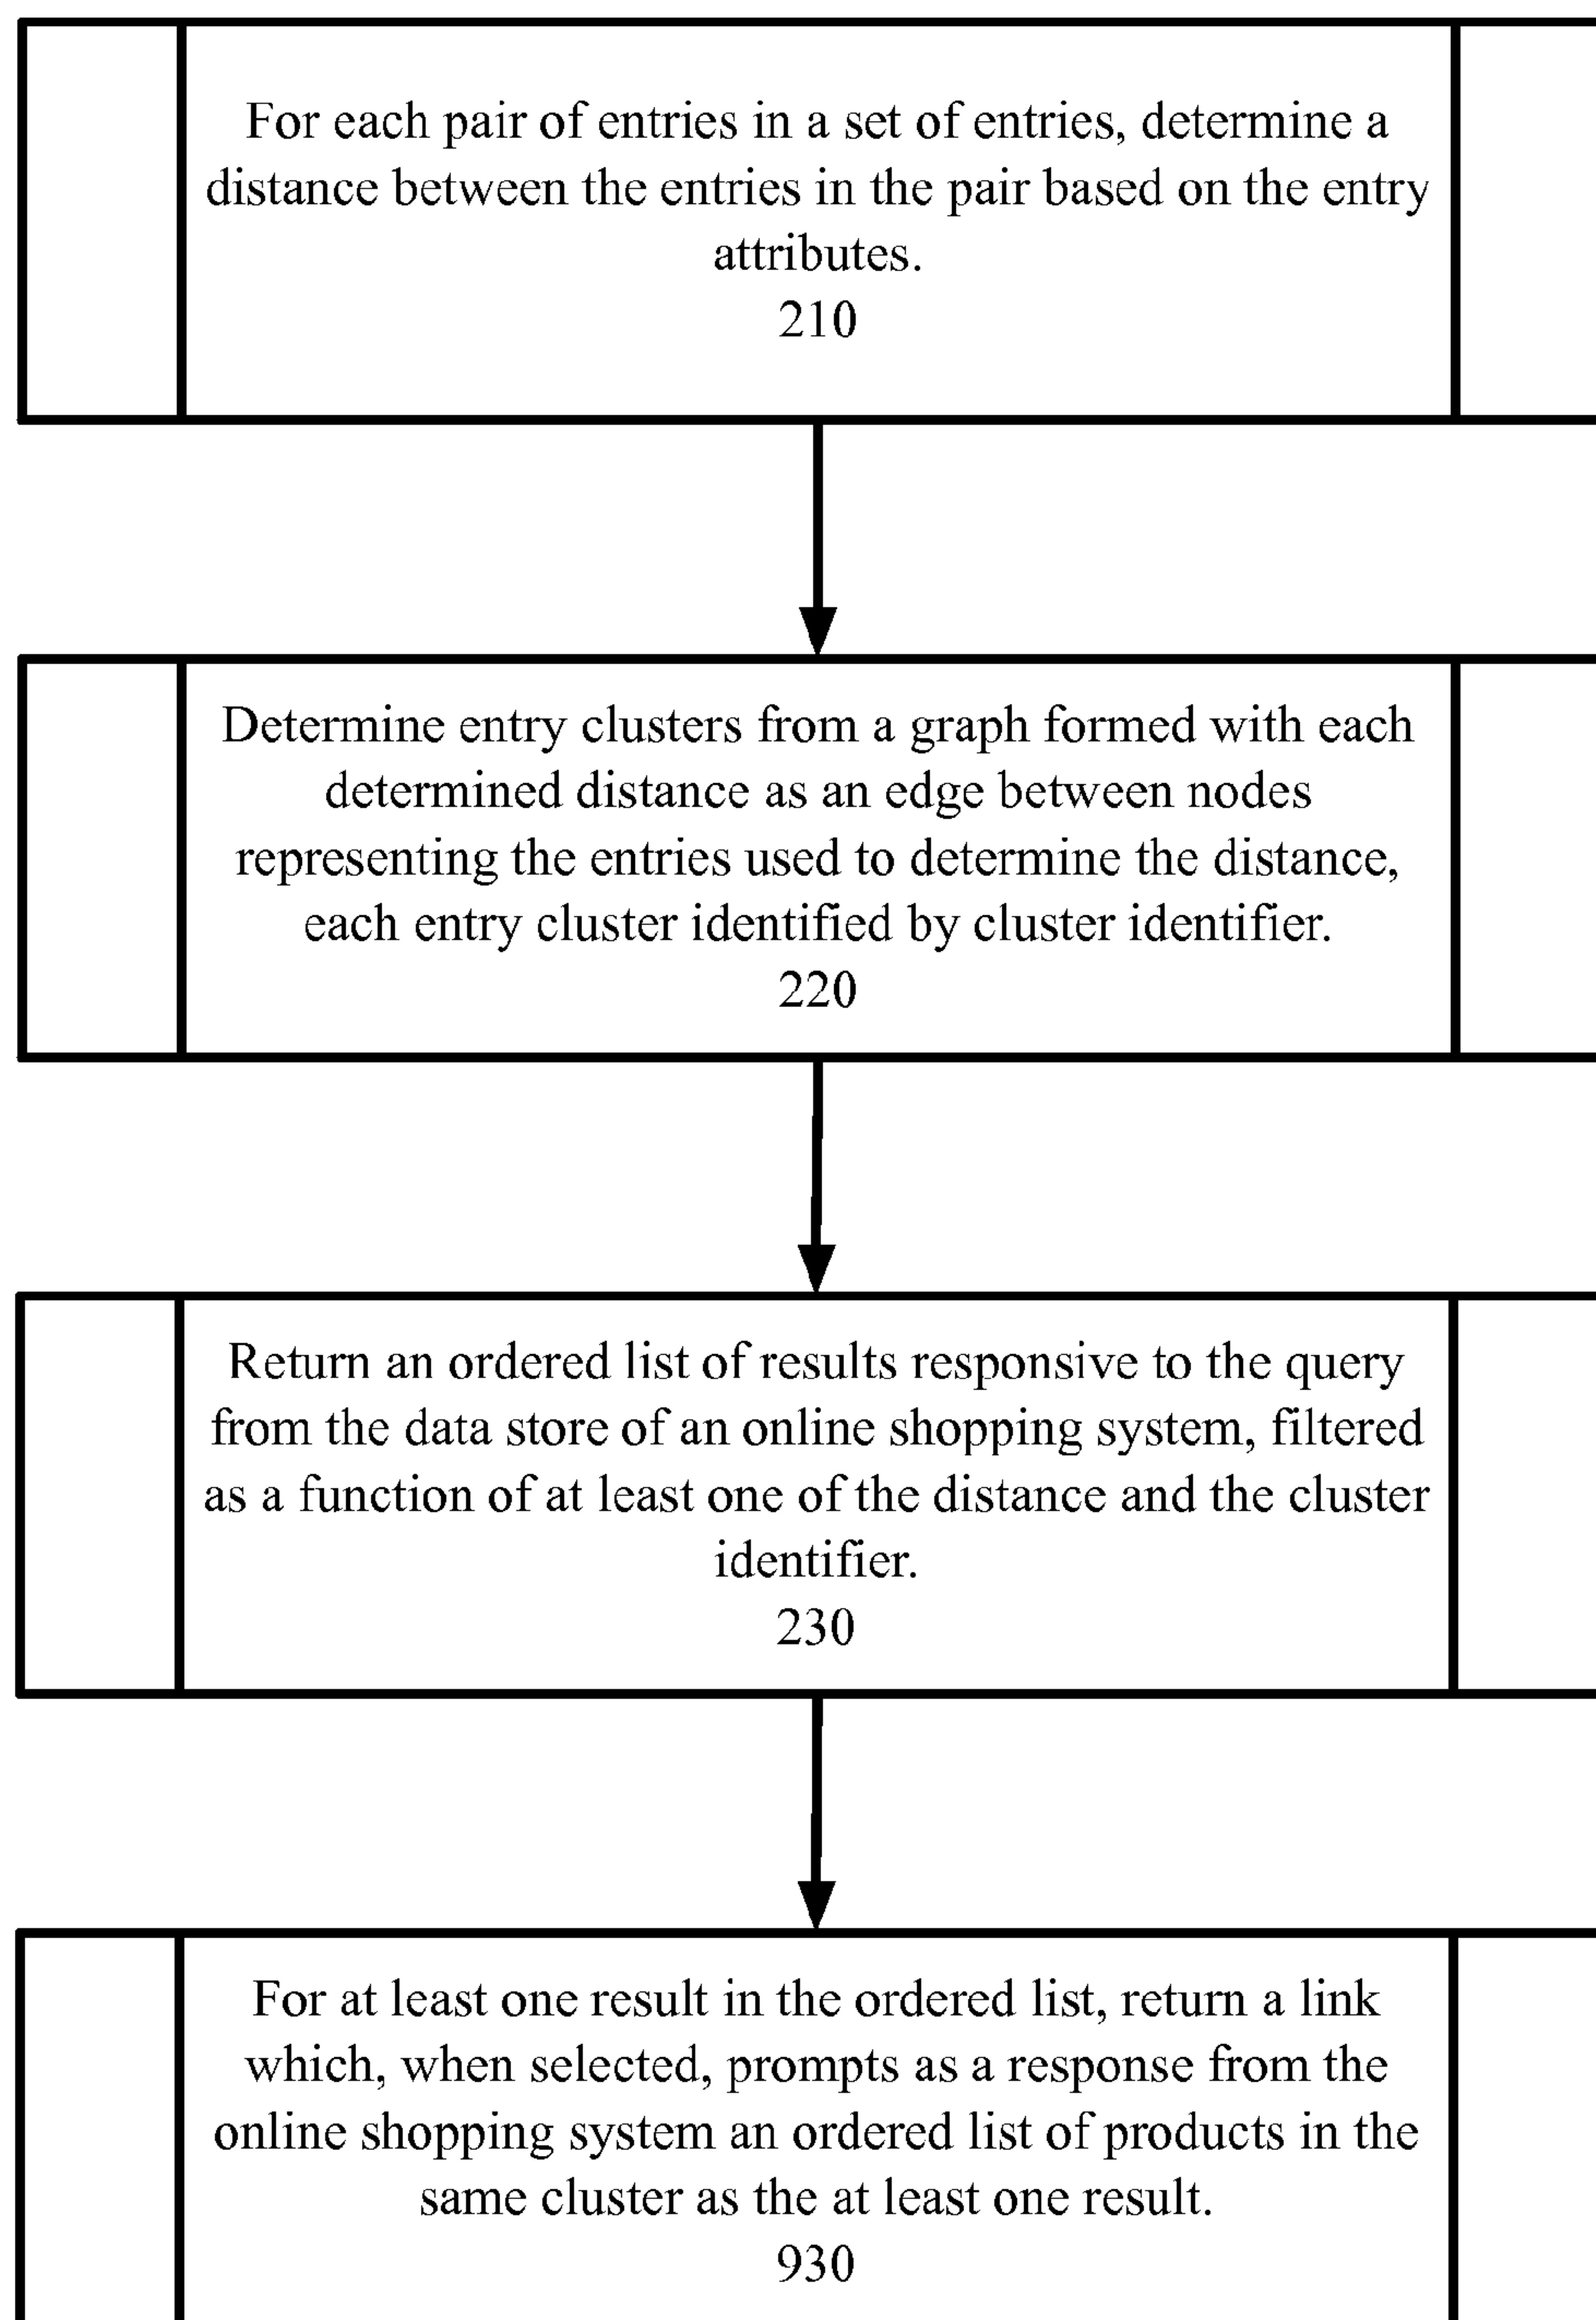 For each pair of entries in a set of entries, determine a
distance between the entries in the pair based on the entry
attributes.
210
Determine entry clusters from a graph formed with each
determined distance as an edge between nodes
representing the entries used to determine the distance,
each entry cluster identified by cluster identifier.
220
Return an ordered list of results responsive to the query
from the data store of an online shopping system, filtered
as a function of at least one of the distance and the cluster
identifier.
230
For at least one result in the ordered list, return a link
which, when selected, prompts as a response from the
online shopping system an ordered list of products in the
same cluster as the at least one result.
930